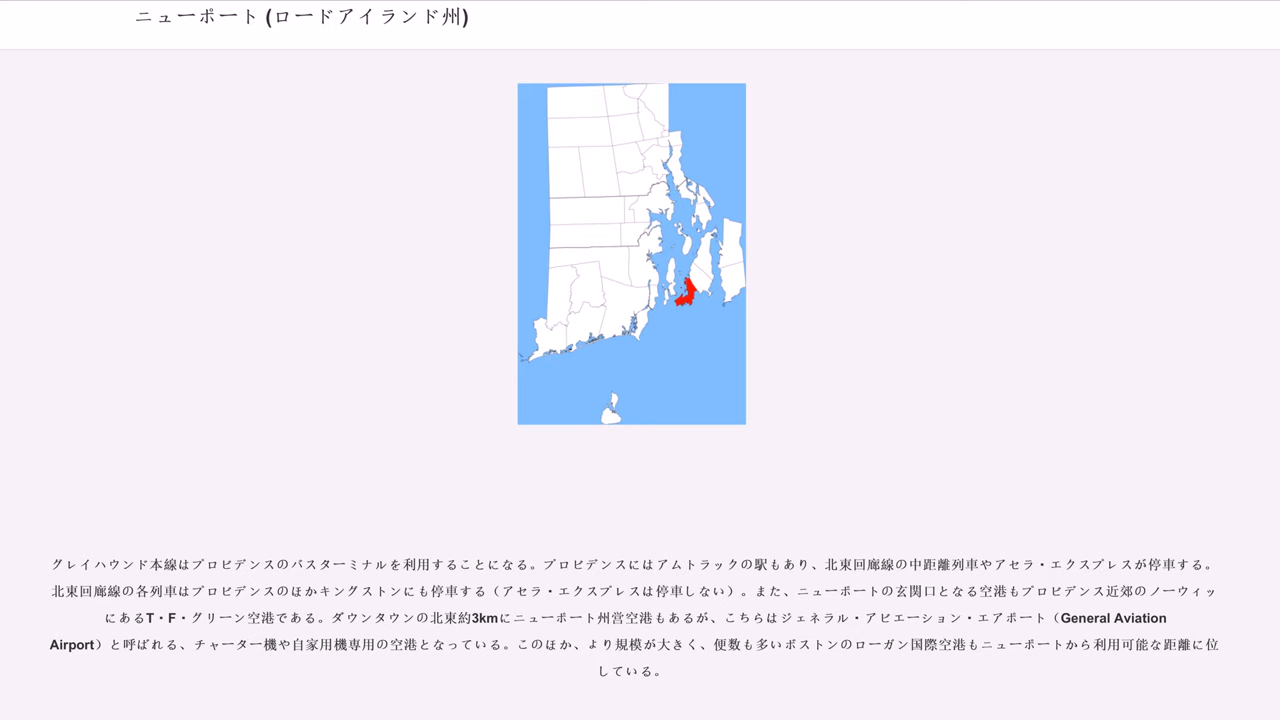 ニューポート (ロードアイランド州)
グレイハウンド本線はプロビデンスのバスターミナルを利用することになる。プロビデンスにはアムトラックの駅もあり、北東回廊線の中距離列車やアセラ・エクスプレスが停車する。
北東回廊線の各列車はプロビデンスのほかキングストンにも停車する（アセラ・エクスプレスは停車しない）。また、ニューポートの玄関口となる空港もプロビデンス近郊のノーウィッ
にあるT・F・グリーン空港である。ダウンタウンの北東約3kmにニューポート州営空港もあるが、こちらはジェネラル・アビエーション・エアポート（General Aviation
Airport）と呼ばれる、チャーター機や自家用機専用の空港となっている。このほか、より規模が大きく、便数も多いボストンのローガン国際空港もニューポートから利用可能な距離に位
している。